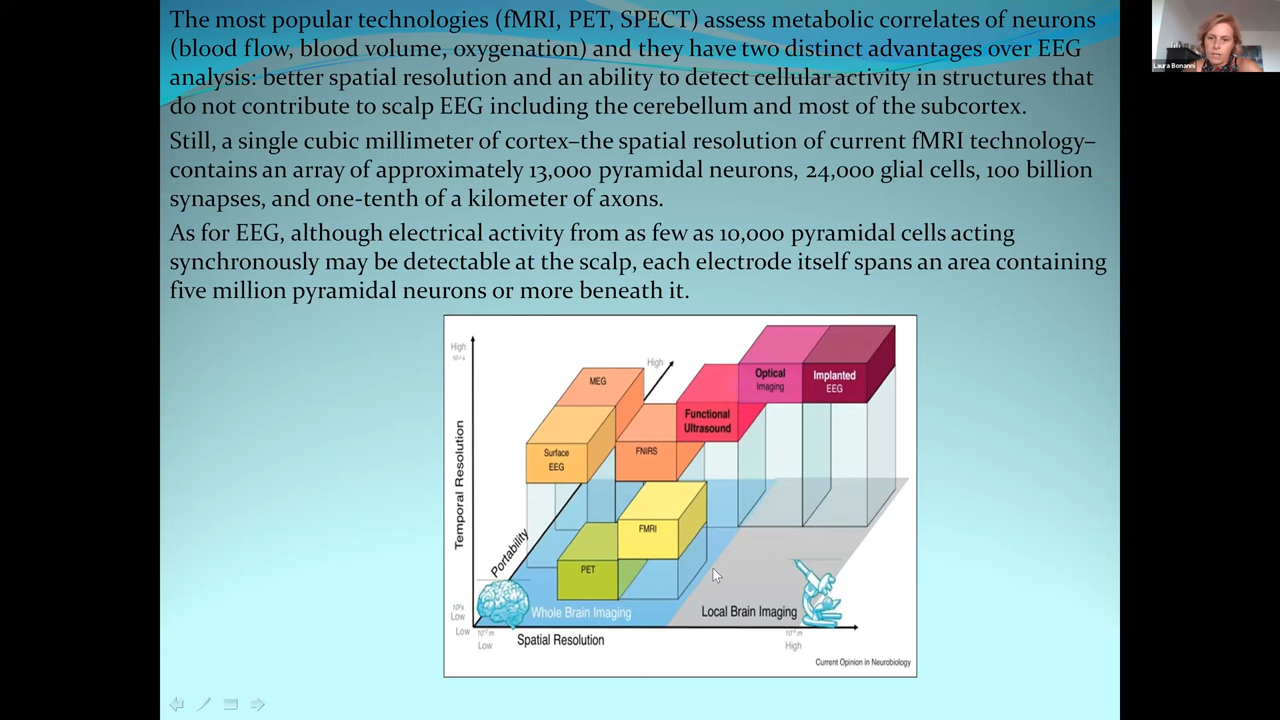 The most popular technologies (fMRI, PET, SPECT) assess metabolic correlates of neurons
(blood flow, blood volume, oxygenation) and they have two distinct advantages over EEG
analysis: better spatial resolution and an ability to detect cellular activity in structures that
do not contribute to scalp EEG including the cerebellum and most of the subcortex.
Still, a single cubic millimeter of cortex–the spatial resolution of current fMRI technology–
contains an array of approximately 13,000 pyramidal neurons, 24,000 glial cells, 100 billion
synapses, and one-tenth of a kilometer of axons.
As for EEG, although electrical activity from as few as 10,000 pyramidal cells acting
synchronously may be detectable at the scalp, each electrode itself spans an area containing
five million pyramidal neurons or more beneath it.
Laura Bonanni
High
Temporal Resolution
High
MEG
Surface
EEG
FNIRS
Functional
Ultrasound
Optical
Imaging
Implanted
EEG
FMRI
PET
Portability
Whole Brain Imaging
Local Brain Imaging
Low
Low
Low
Spatial Resolution
High
Current Opinion in Neurobiology